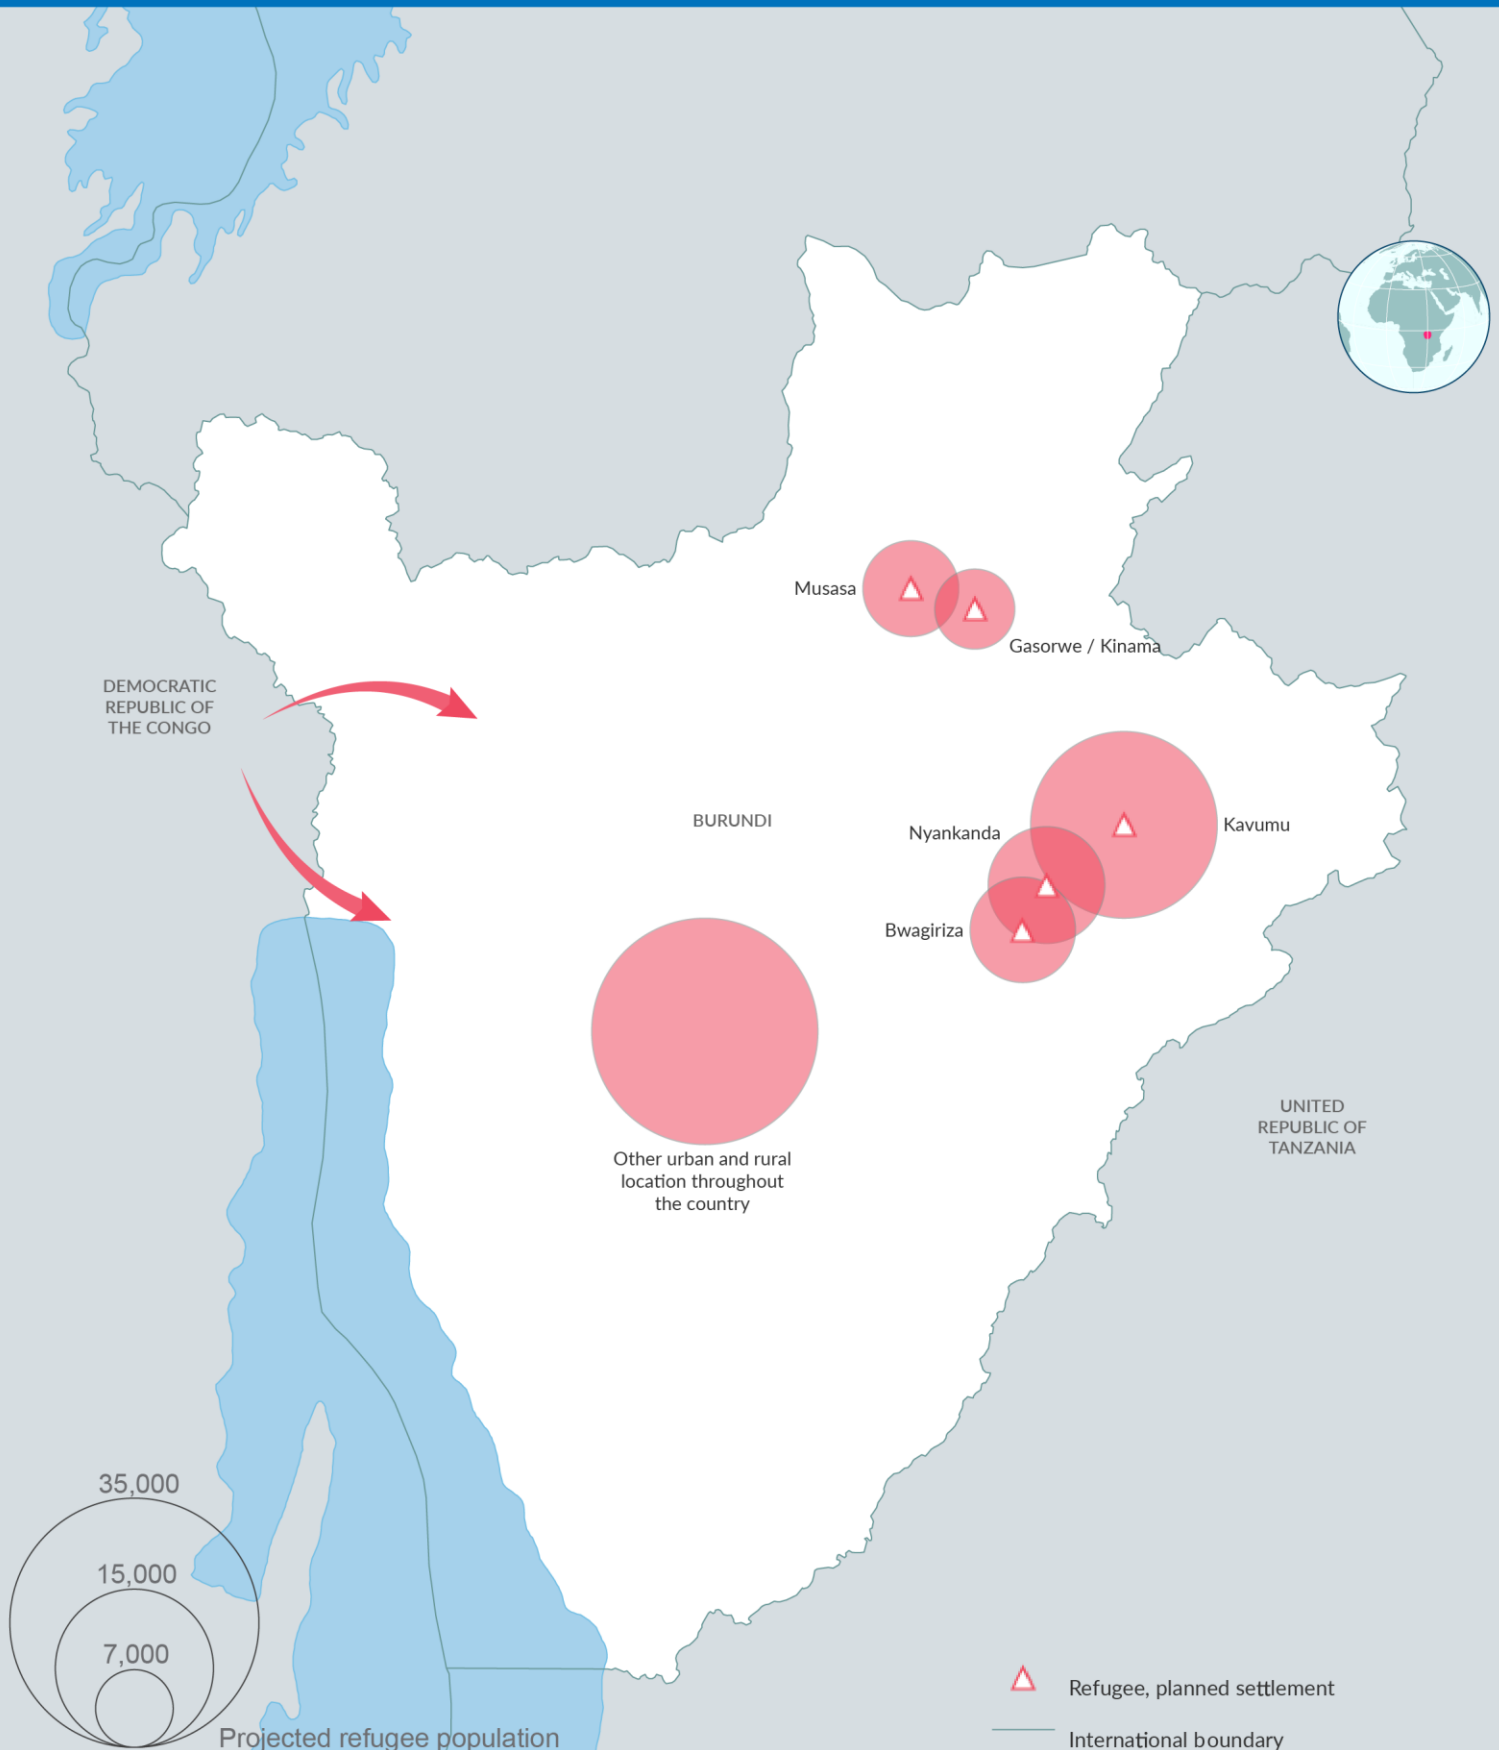 Musasa
Gasorwe / Kinama
DEMOCRATIC
REPUBLIC OF
THE CONGO
BURUNDI
Nyankanda
Kavumu
Bwagiriza
UNITED
REPUBLIC OF
TANZANIA
Other urban and rural
location throughout
the country
35,000
15,000
7,000
Projected refugee population
Refugee, planned settlement
International boundary